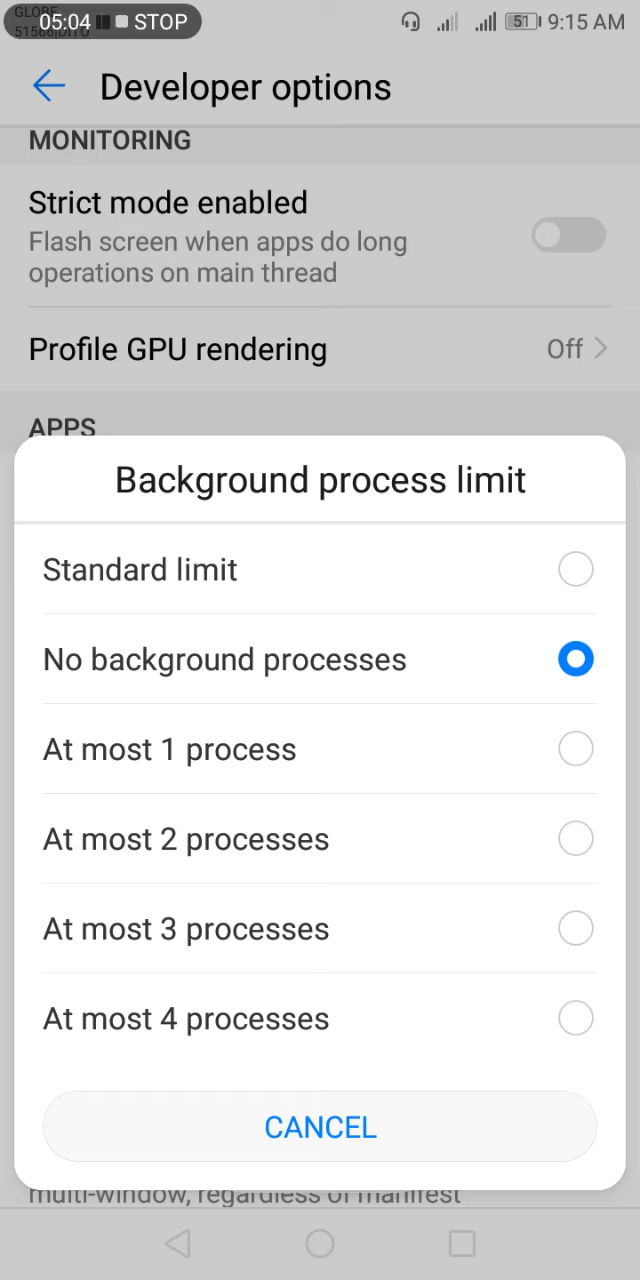 GLOBE
05:04 STOP
51 9:15 AM
Developer options
MONITORING
Strict mode enabled
Flash screen when apps do long
operations on main thread
Profile GPU rendering
Off
APPS
Background process limit
Standard limit
No background processes
At most 1 process
At most 2 processes
At most 3 processes
At most 4 processes
CANCEL
multi-window, regardless of manifest